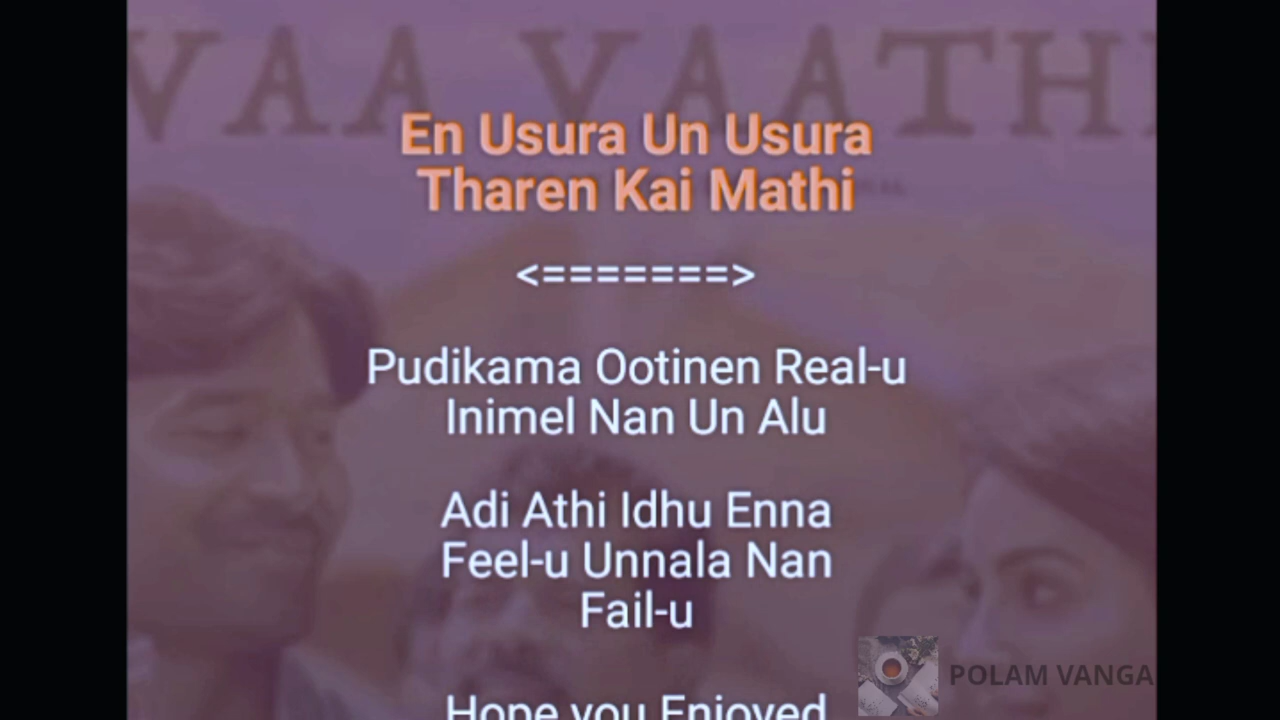 VAA VAATHI
En Usura Un Usura
Tharen Kai Mathi
<=======>
Pudikama Ootinen Real-u
Inimel Nan Un Alu
Adi Athi Idhu Enna
Feel-u Unnala Nan
Fail-u
POLAM VANGA
Hope you Enjoyed